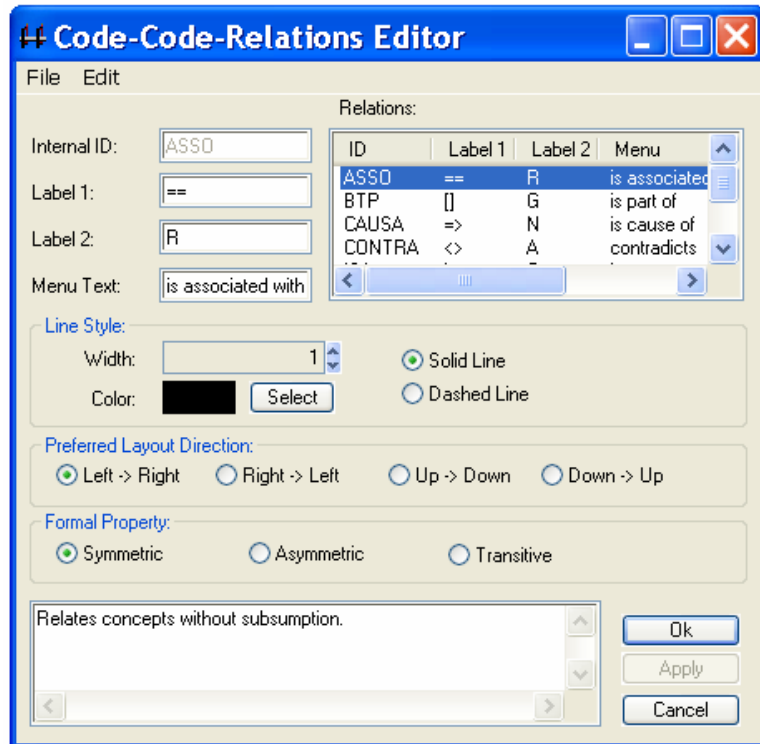 Code-Code-Relations Editor
File Edit
Relations:
Internal ID: ASSO
Label 1: ==
Label 2: R
Menu Text: is associated with
ID Label 1 Label 2 Menu
ASSO == R is associated
BTP [] G is part of
CAUSA => N is cause of
CONTRA <> A contradicts
Line Style:
Width: 1
Solid Line
Color: Select
Dashed Line
Preferred Layout Direction:
Left -> Right Right -> Left Up -> Down Down -> Up
Formal Property:
Symmetric Asymmetric Transitive
Relates concepts without subsumption.
Ok
Apply
Cancel